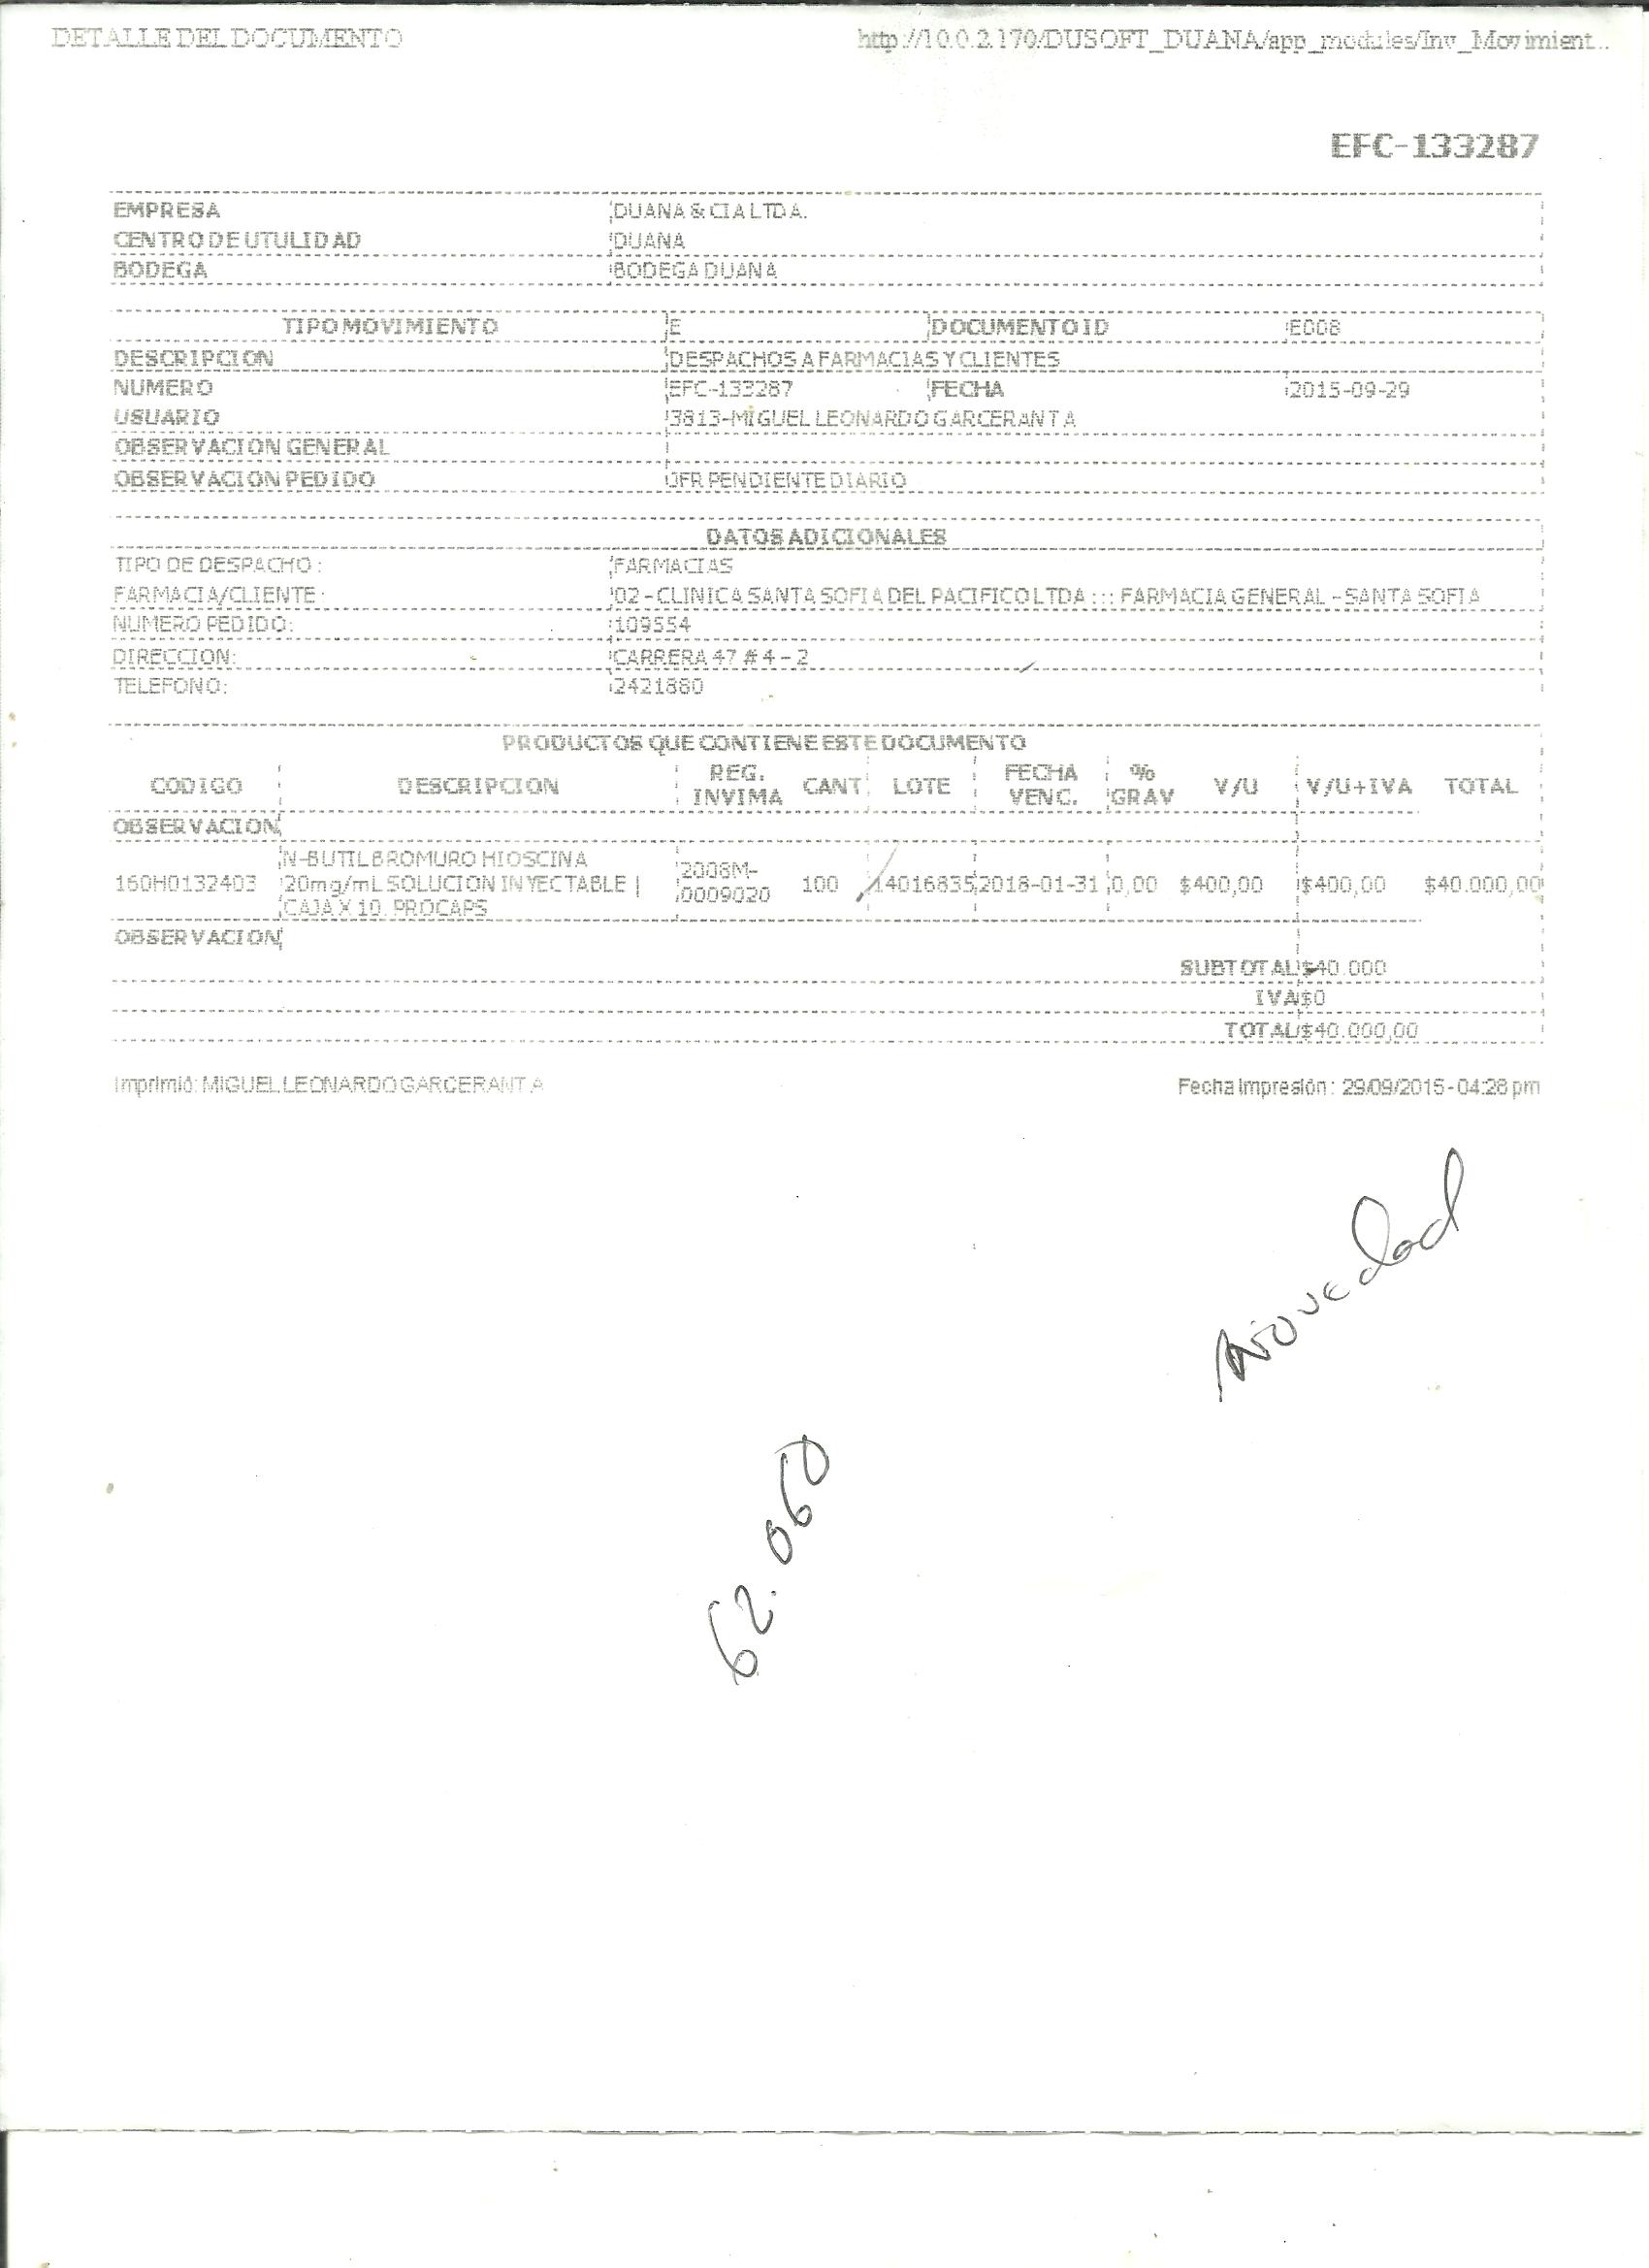 DETALLE DEL DOCUMENTO http://10.0.2.170/DUSOFT_DUANA/app_modules/Inv_Movimient...
EFC-133287
EMPRESA DUANA & CIA LTDA.
CENTRO DE UTULIDAD DUANA
BODEGA BODEGA DUANA
TIPO MOVIMIENTO E DOCUMENTO ID E008
DESCRIPCION DESPACHOS A FARMACIAS Y CLIENTES
NUMERO EFC-133287 FECHA 2015-09-29
USUARIO 3813-MIGUEL LEONARDO GARCERANT A
OBSERVACION GENERAL
OBSERVACION PEDIDO UFR PENDIENTE DIARIO
DATOS ADICIONALES
TIPO DE DESPACHO : FARMACIAS
FARMACIA/CLIENTE : 02 - CLINICA SANTA SOFIA DEL PACIFICO LTDA ::: FARMACIA GENERAL - SANTA SOFIA
NUMERO PEDIDO: 109554
DIRECCION: CARRERA 47 # 4 - 2
TELEFONO: 2421880
PRODUCTOS QUE CONTIENE ESTE DOCUMENTO
CODIGO DESCRIPCION REG. INVIMA CANT LOTE FECHA VENC. % GRAV V/U V/U+IVA TOTAL
OBSERVACION
N-BUTIL BROMURO HIOSCINA
160H0132403 20mg/mL SOLUCION INYECTABLE | 2008M-0009020 100 14016835 2018-01-31 0,00 $400,00 $400,00 $40.000,00
CAJA X 10. PROCAPS
OBSERVACION
SUBTOTAL $40.000
IVA $0
TOTAL $40.000,00
Imprimió: MIGUEL LEONARDO GARCERANT A Fecha Impresión : 29/09/2015 - 04:28 pm
Novedad
62.060